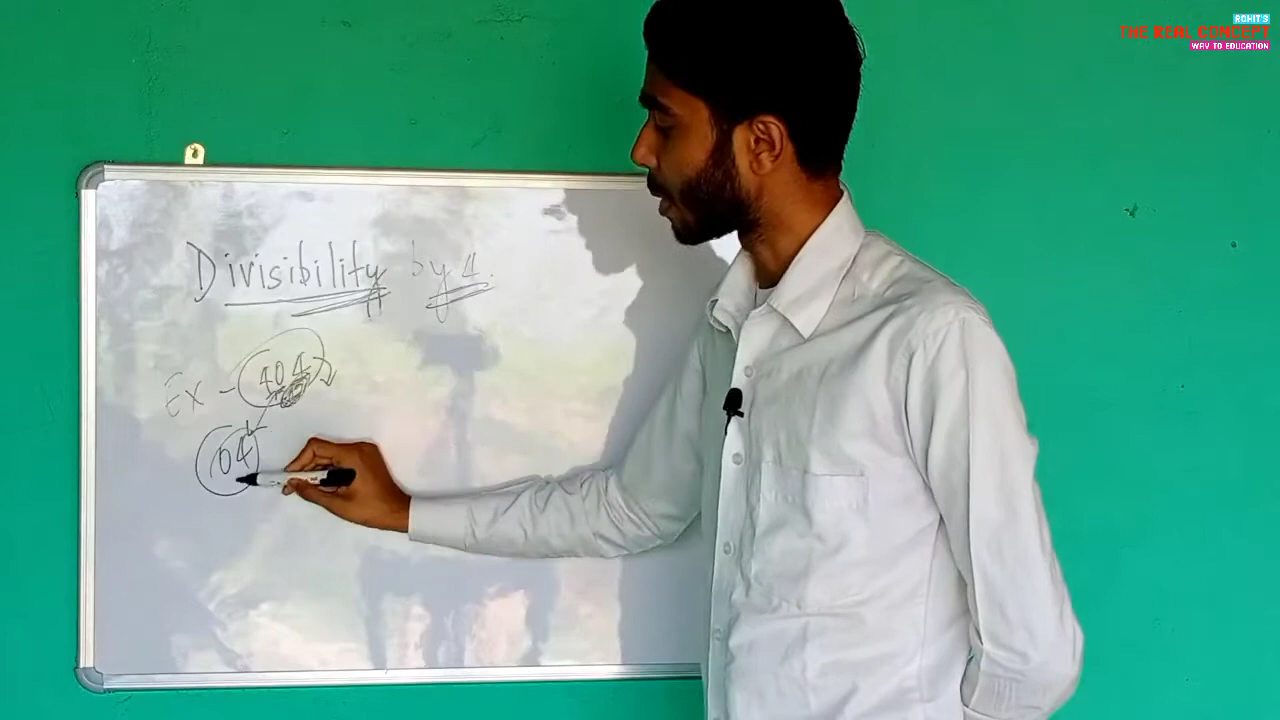 ROHIT'S
THE REAL CONCEPT
WAY TO EDUCATION
Divisibility by 4.
Ex - 404
04